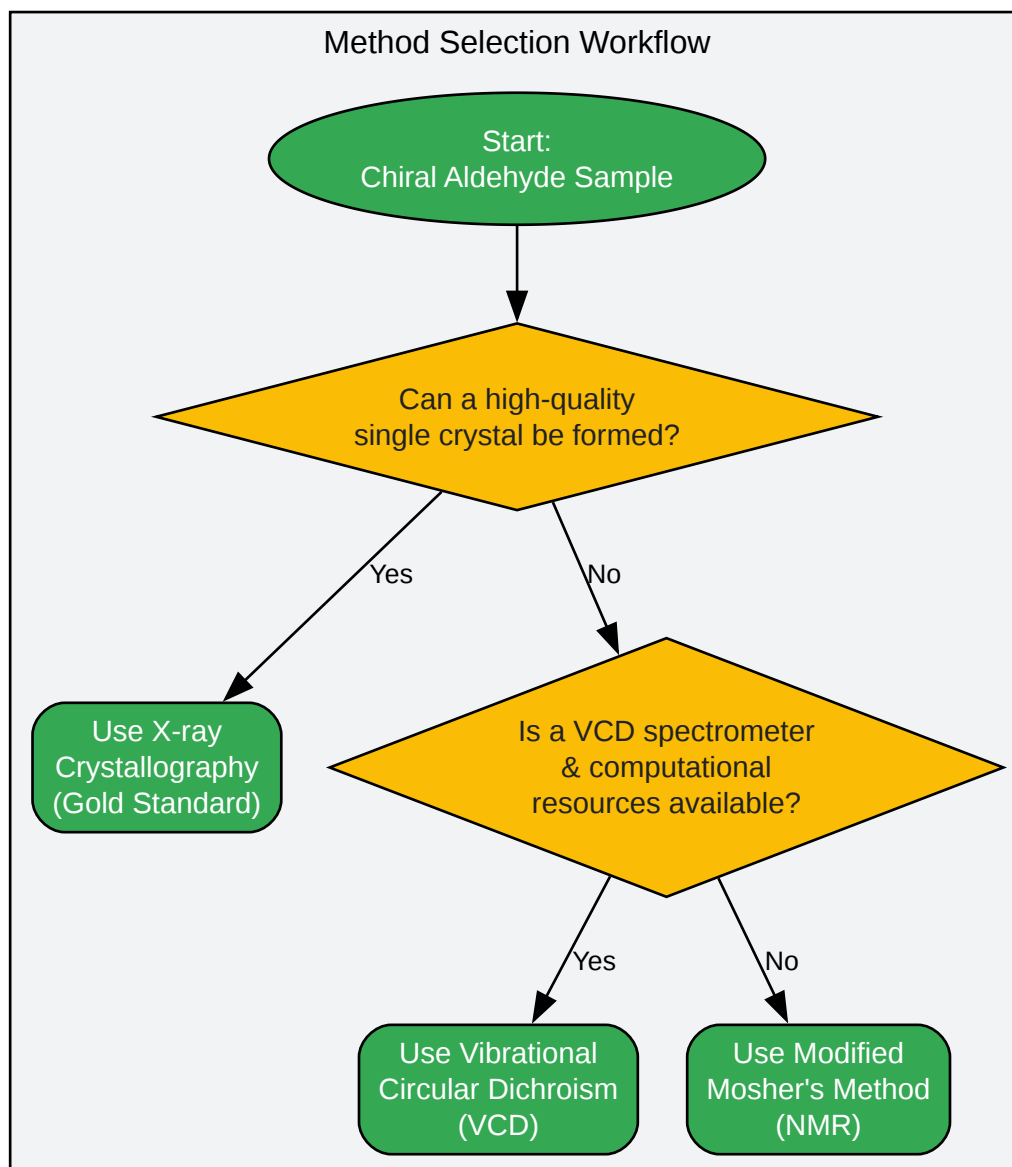 Method Selection Workflow
Start:
Chiral Aldehyde Sample
Can a high-quality
single crystal be formed?
Yes
No
Use X-ray
Crystallography
(Gold Standard)
Is a VCD spectrometer
& computational
resources available?
Yes
No
Use Vibrational
Circular Dichroism
(VCD)
Use Modified
Mosher's Method
(NMR)